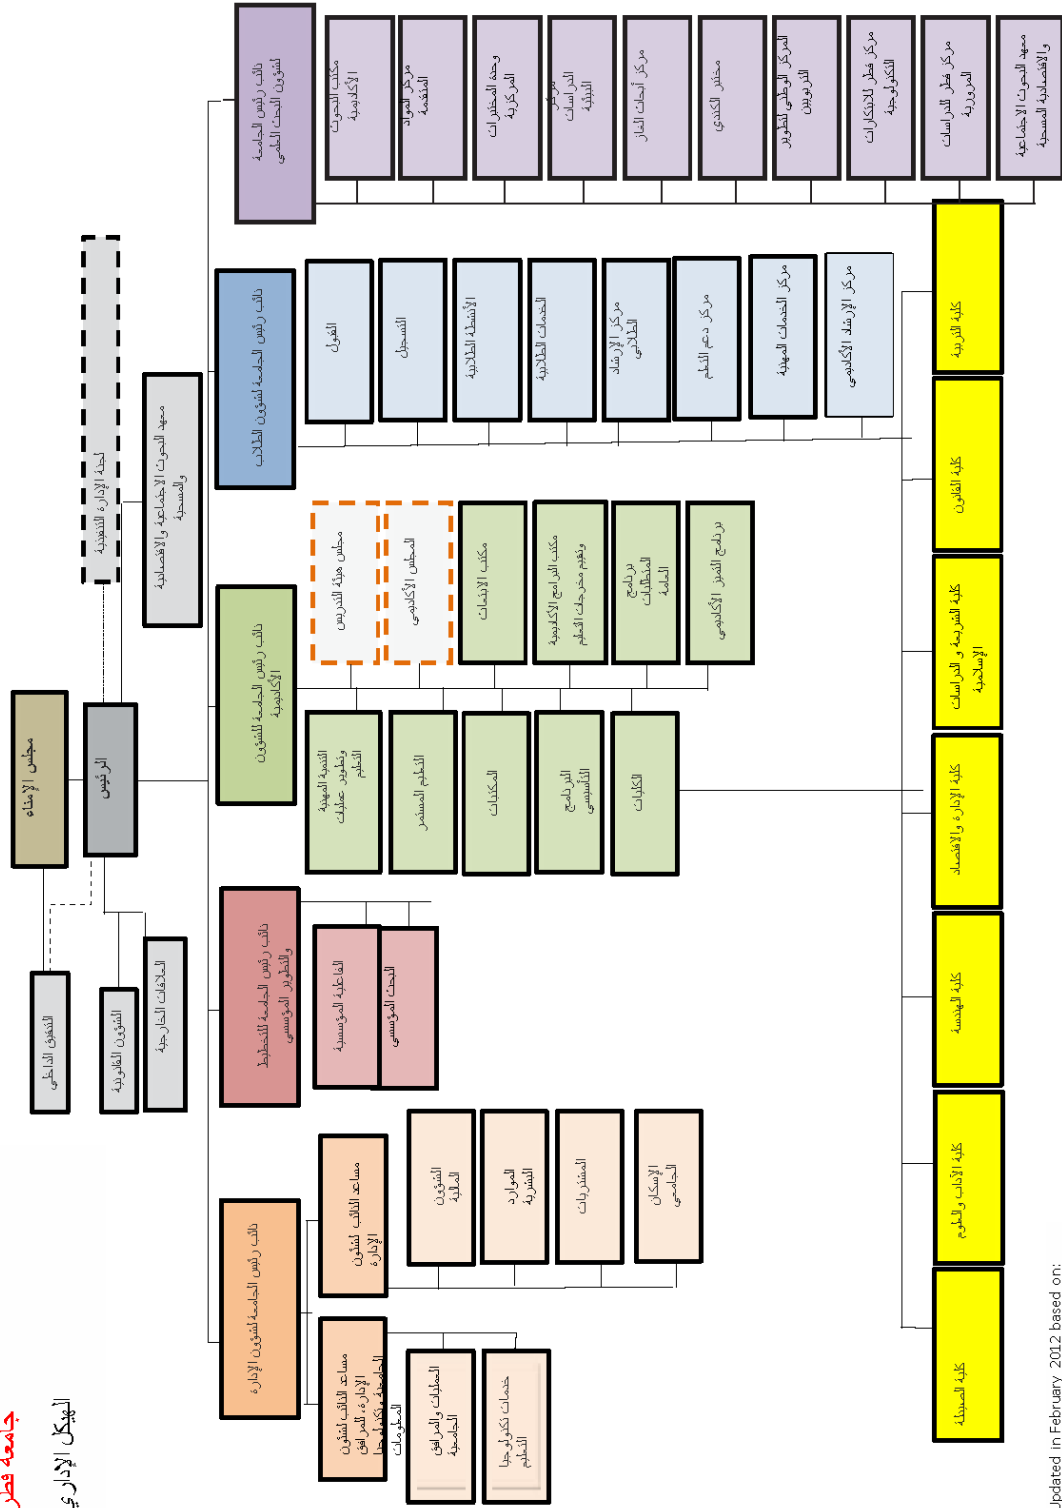 جامعة قطر
الهيكل الإداري
مجلس الإمناء
الرئيس
لجنة الإدارة التنفيذية
معهد البحوث الاجتماعية والاقتصادية
والمسحية
التدقيق الداخلي
الشؤون القانونية
العلاقات الخارجية
نائب رئيس الجامعة
لشؤون البحث العلمي
مكتب البحوث
الأكاديمية
مركز المواد
المتقدمة
وحدة المختبرات
المركزية
مركز
الدراسات
البيئية
مركز أبحاث الغاز
مختبر الكندي
المركز الوطني لتطوير
التربويين
مركز قطر للابتكارات
التكنولوجية
مركز قطر للدراسات
المرورية
معهد البحوث الاجتماعية
والاقتصادية المسحية
نائب رئيس الجامعة لشؤون الطلاب
القبول
التسجيل
الأنشطة الطلابية
الخدمات الطلابية
مركز الإرشاد
الطلابي
مركز دعم التعلم
مركز الخدمات المهنية
مركز الإرشاد الأكاديمي
نائب رئيس الجامعة للشؤون
الأكاديمية
مجلس هيئة التدريس
المجلس الأكاديمي
مكتب الابتعاث
مكتب البرامج الأكاديمية
وتقييم مخرجات التعليم
برنامج
المتطلبات
العامة
برنامج التميز الأكاديمي
التنمية المهنية
وتطوير عمليات
التعليم
التعليم المستمر
المكتبات
البرنامج
التأسيسي
الكليات
نائب رئيس الجامعة للتخطيط
والتطوير المؤسسي
الفاعلية المؤسسية
البحث المؤسسي
نائب رئيس الجامعة لشؤون الإدارة
مساعد النائب لشئون
الإدارة
الشؤون
المالية
الموارد
البشرية
المشتريات
الإسكان
الجامعي
مساعد النائب لشئون
الإدارة، للمرافق
الجامعية وتكنولوجيا
المعلومات
العمليات والمرافق
الجامعية
خدمات تكنولوجيا
التعليم
كلية التربية
كلية القانون
كلية الشريعة و الدراسات
الإسلامية
كلية الإدارة والاقتصاد
كلية الهندسة
كلية الآداب والعلوم
كلية الصيدلة
Updated in February 2012 based on: